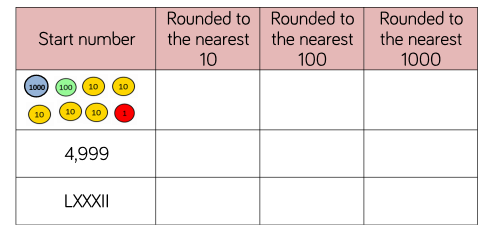 Start number
Rounded to
the nearest
10
Rounded to
the nearest
100
Rounded to
the nearest
1000
1000 100 10 10
10 10 10 1
4,999
LXXXII